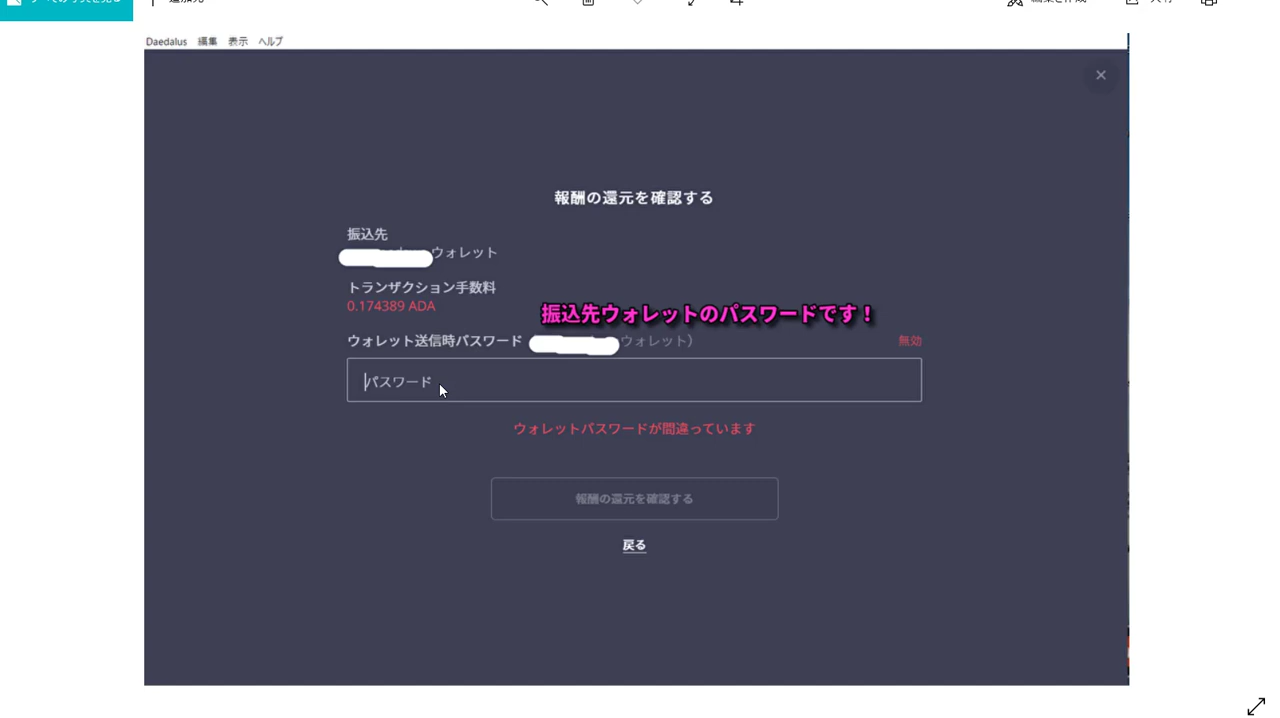 Daedalus 編集 表示 ヘルプ
報酬の還元を確認する
振込先
ウォレット
トランザクション手数料
0.174389 ADA
振込先ウォレットのパスワードです！
ウォレット送信時パスワード ウォレット）
無効
パスワード
ウォレットパスワードが間違っています
報酬の還元を確認する
戻る